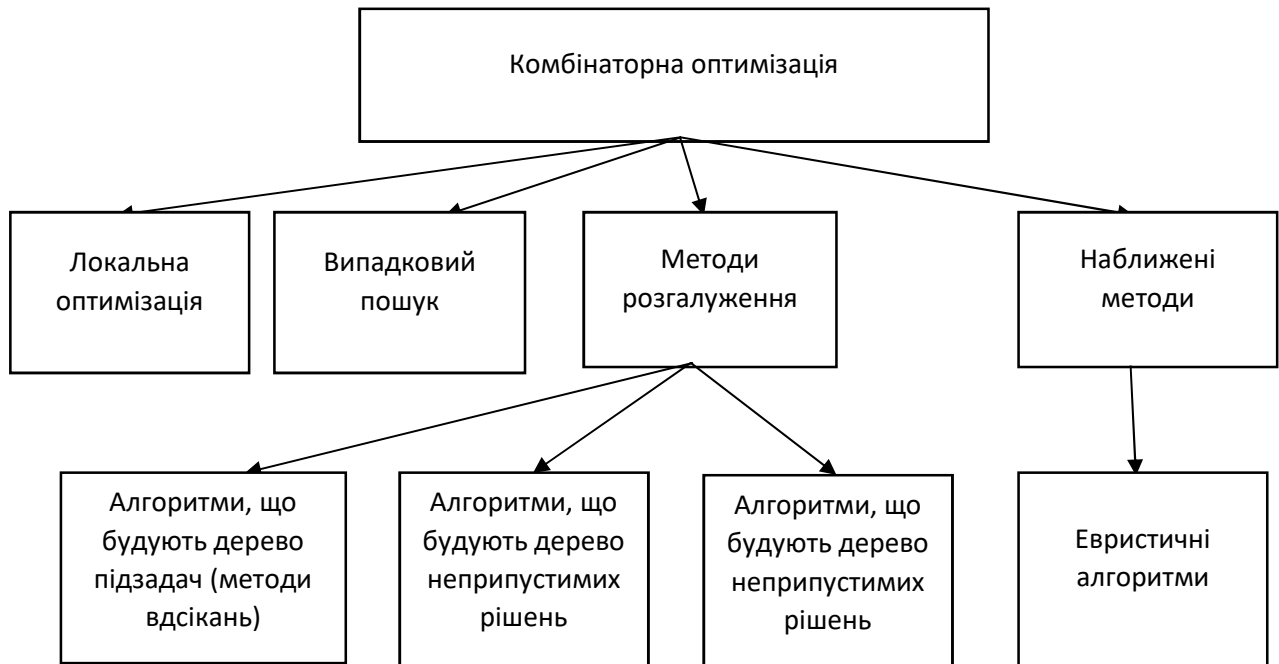 Комбінаторна оптимізація
Локальна
оптимізація
Випадковий
пошук
Методи
розгалуження
Наближені
методи
Алгоритми, що
будують дерево
підзадач (методи
вдсікань)
Алгоритми, що
будують дерево
неприпустимих
рішень
Алгоритми, що
будують дерево
неприпустимих
рішень
Евристичні
алгоритми